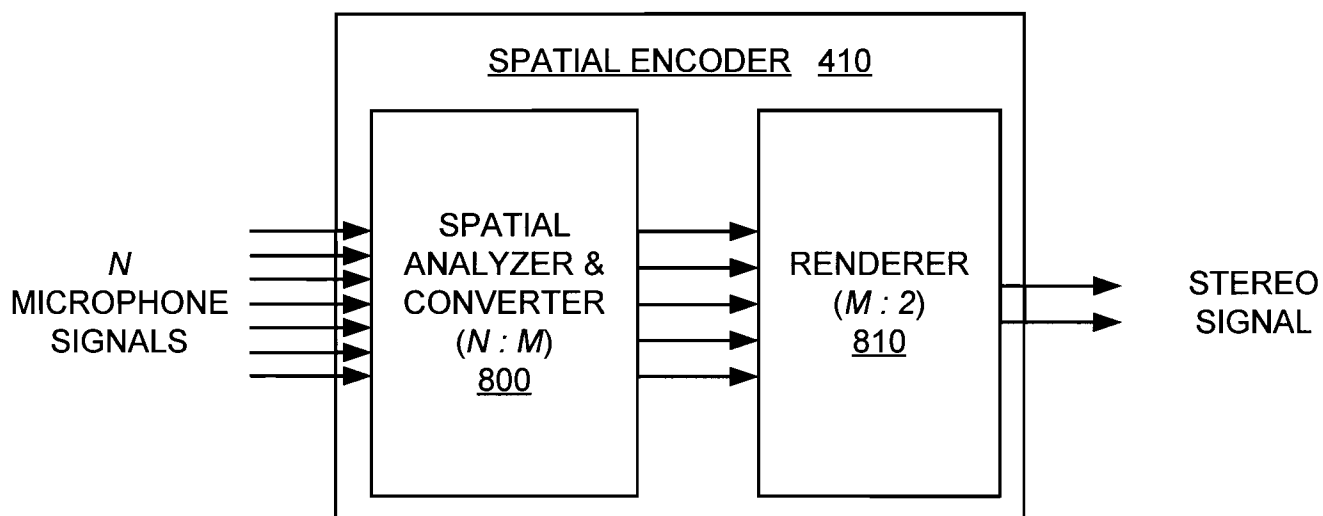 SPATIAL ENCODER 410
N
MICROPHONE
SIGNALS
SPATIAL
ANALYZER &
CONVERTER
(N : M)
800
RENDERER
(M : 2)
810
STEREO
SIGNAL